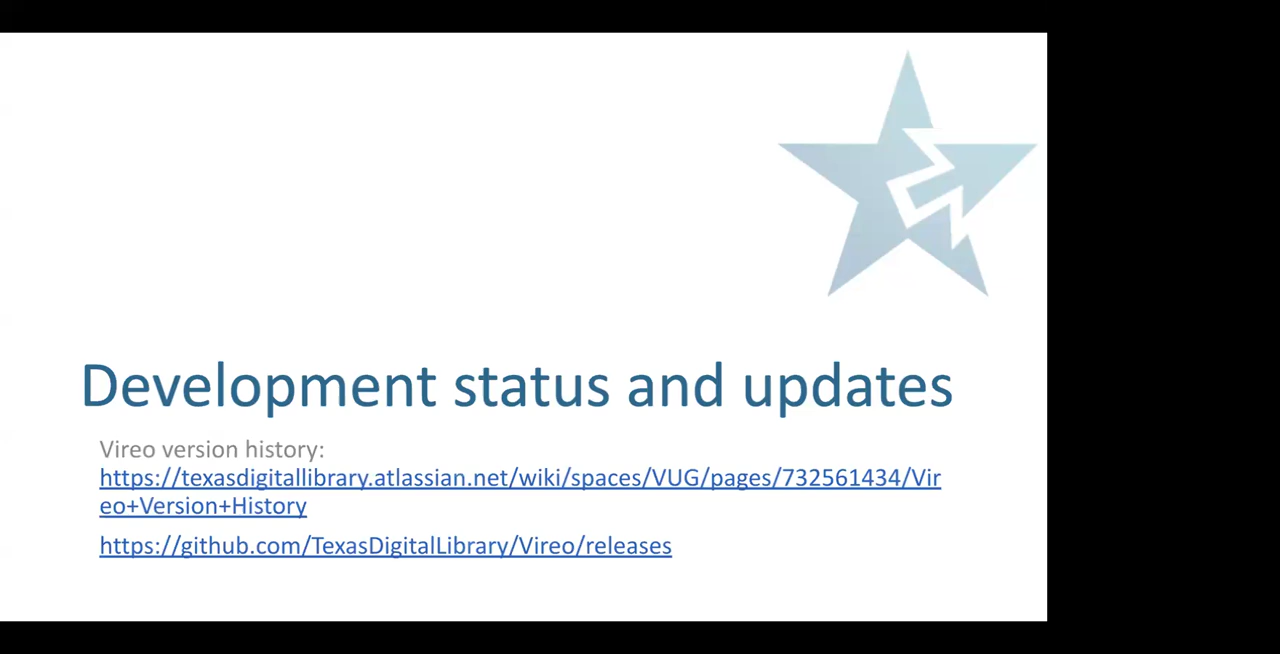 Development status and updates
Vireo version history:
https://texasdigitallibrary.atlassian.net/wiki/spaces/VUG/pages/732561434/Vir
eo+Version+History
https://github.com/TexasDigitalLibrary/Vireo/releases